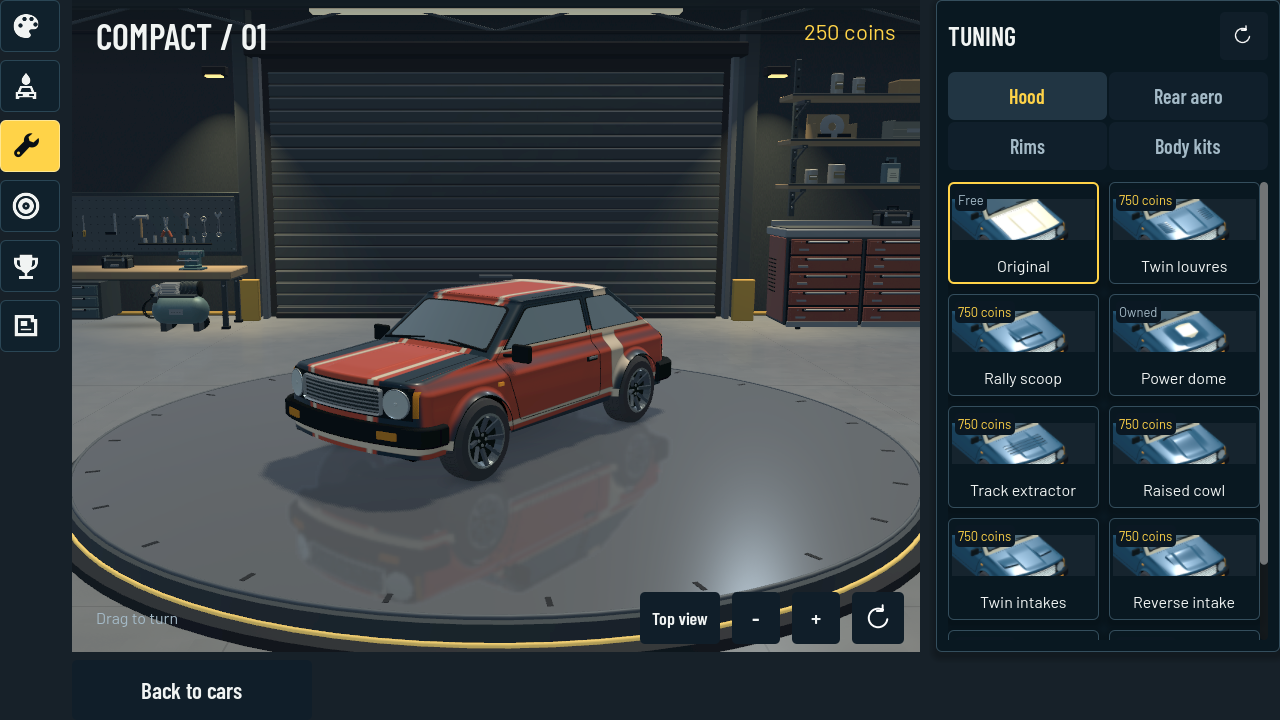 COMPACT / 01
250 coins
TUNING
Hood
Rear aero
Rims
Body kits
Free
Original
750 coins
Twin louvres
750 coins
Rally scoop
Owned
Power dome
750 coins
Track extractor
750 coins
Raised cowl
750 coins
Twin intakes
750 coins
Reverse intake
Drag to turn
Top view
-
+
Back to cars